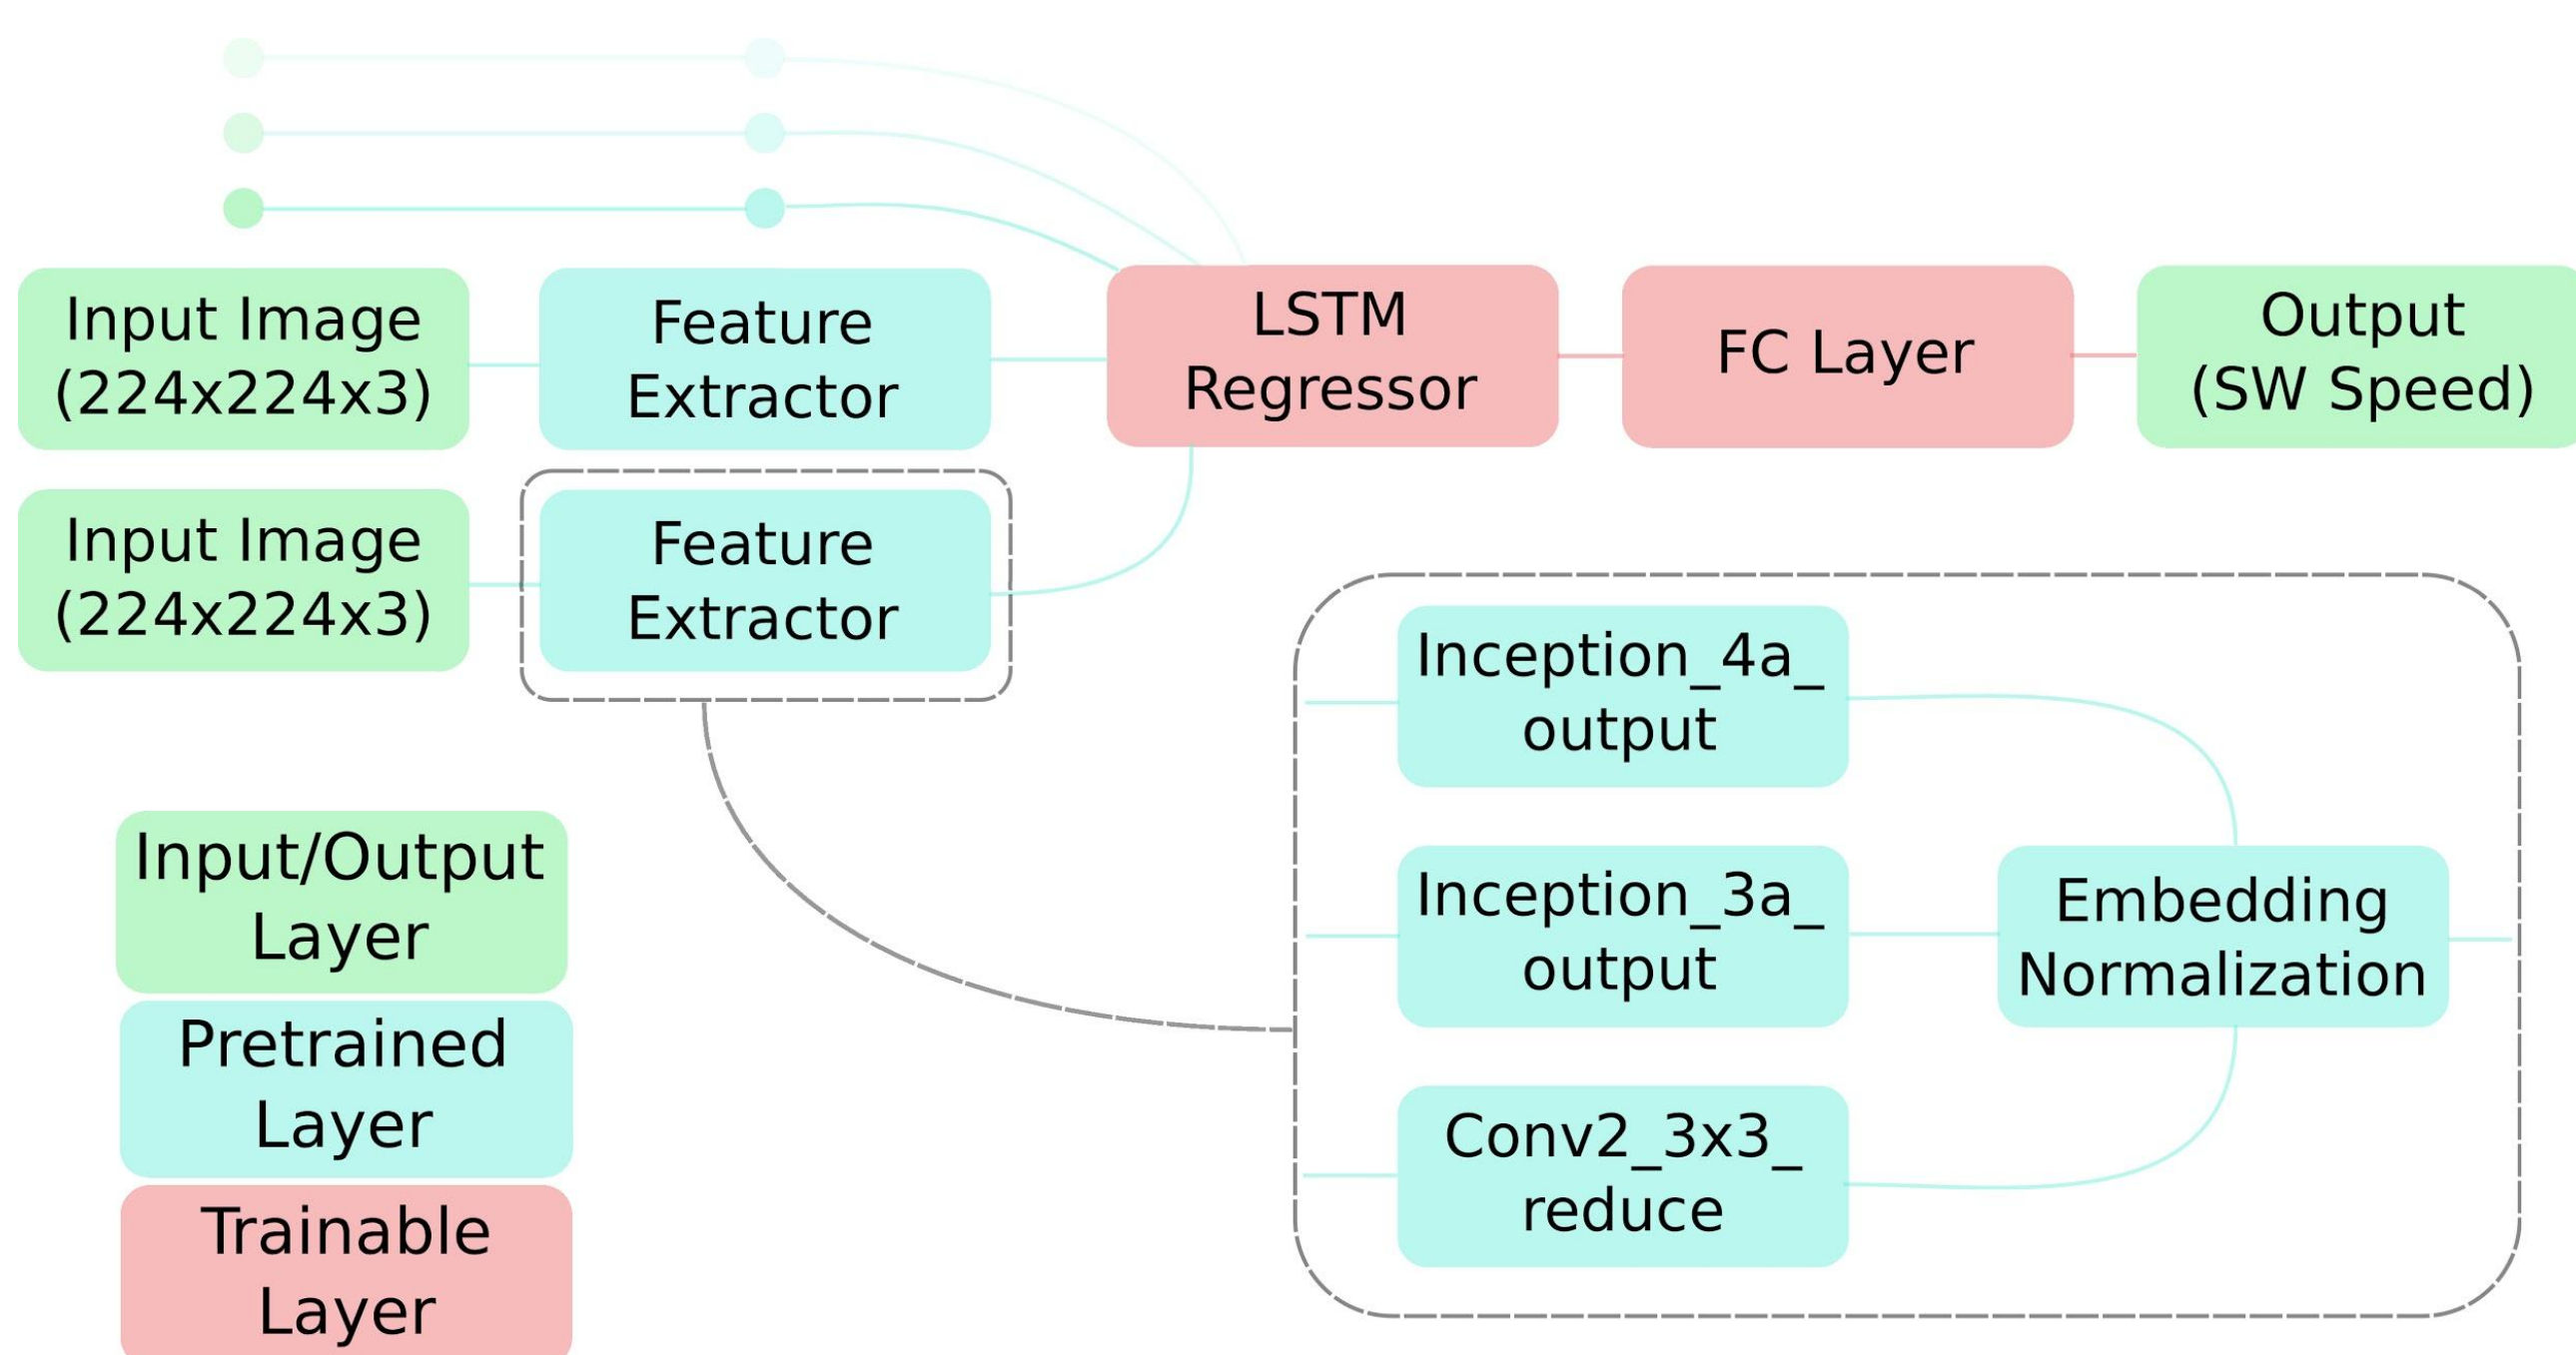 Input Image
(224x224x3)
Feature
Extractor
LSTM
Regressor
FC Layer
Output
(SW Speed)
Input Image
(224x224x3)
Feature
Extractor
Inception_4a_
output
Inception_3a_
output
Embedding
Normalization
Conv2_3x3_
reduce
Input/Output
Layer
Pretrained
Layer
Trainable
Layer